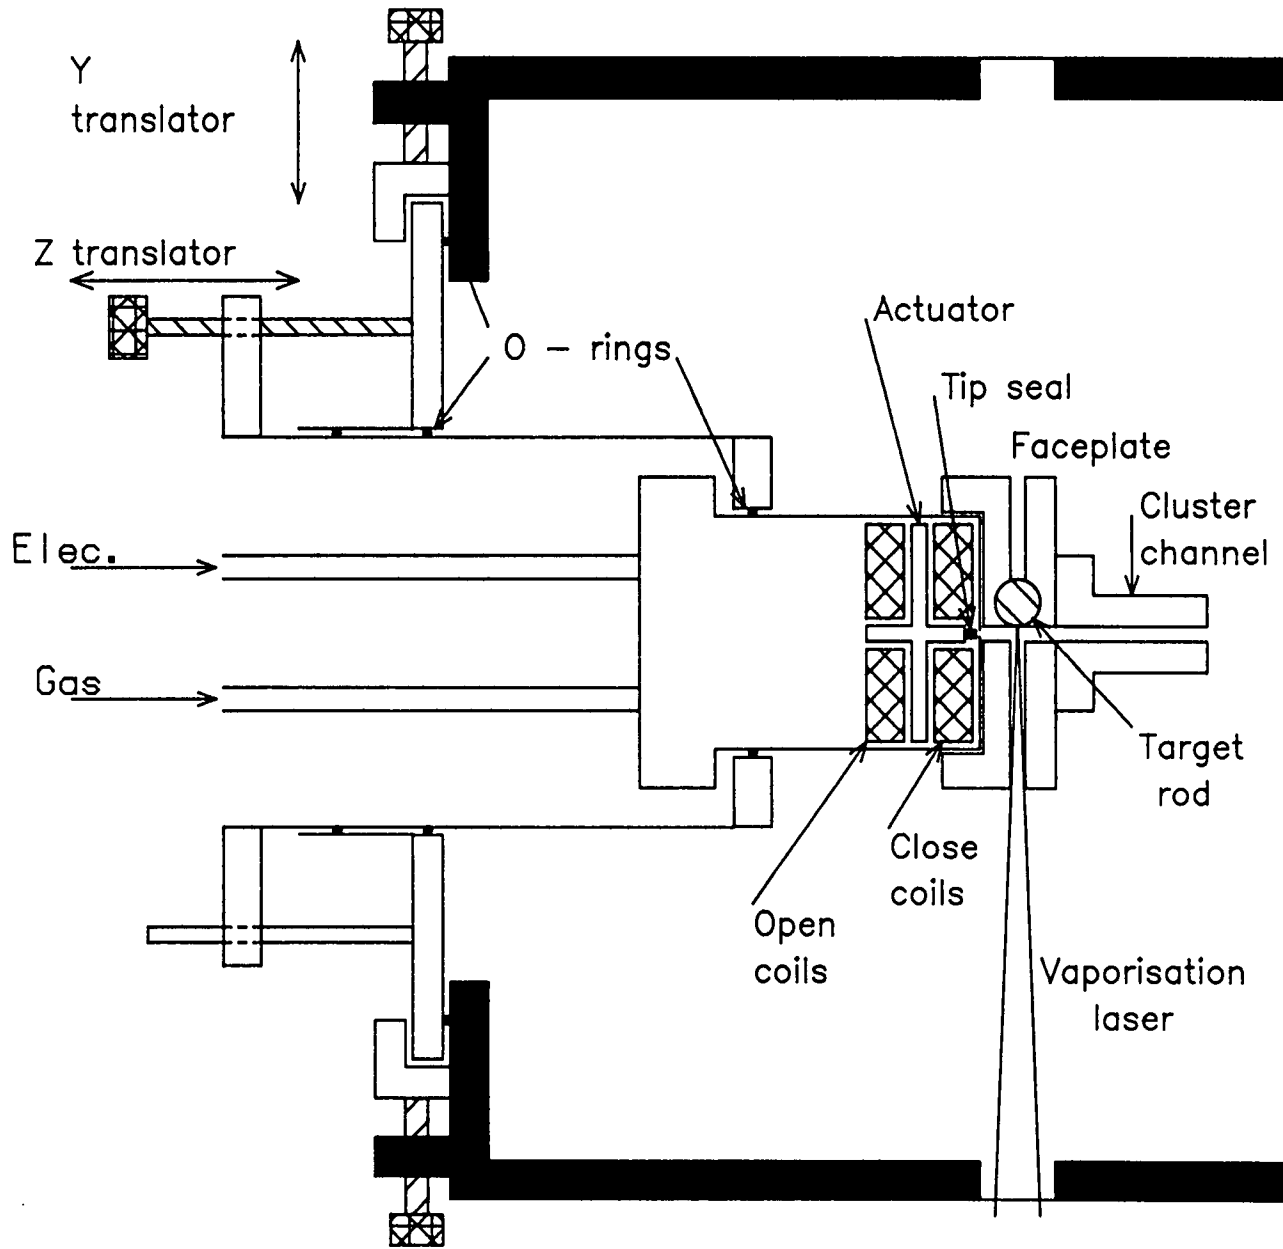 Y
translator
Z translator
O - rings
Actuator
Tip seal
Faceplate
Cluster
channel
Elec.
Gas
Target
rod
Close
coils
Open
coils
Vaporisation
laser